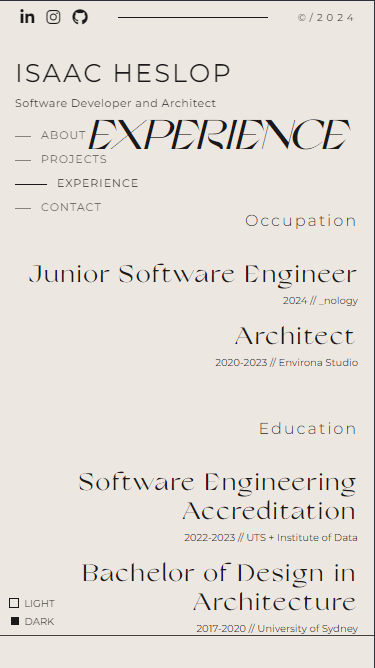 in
©/2024
ISAAC HESLOP
Software Developer and Architect
ABOUT
EXPERIENCE
PROJECTS
EXPERIENCE
CONTACT
Occupation
Junior Software Engineer
2024 // _nology
Architect
2020-2023 // Environa Studio
Education
Software Engineering
Accreditation
2022-2023 // UTS + Institute of Data
Bachelor of Design in
Architecture
2017-2020 // University of Sydney
LIGHT
DARK